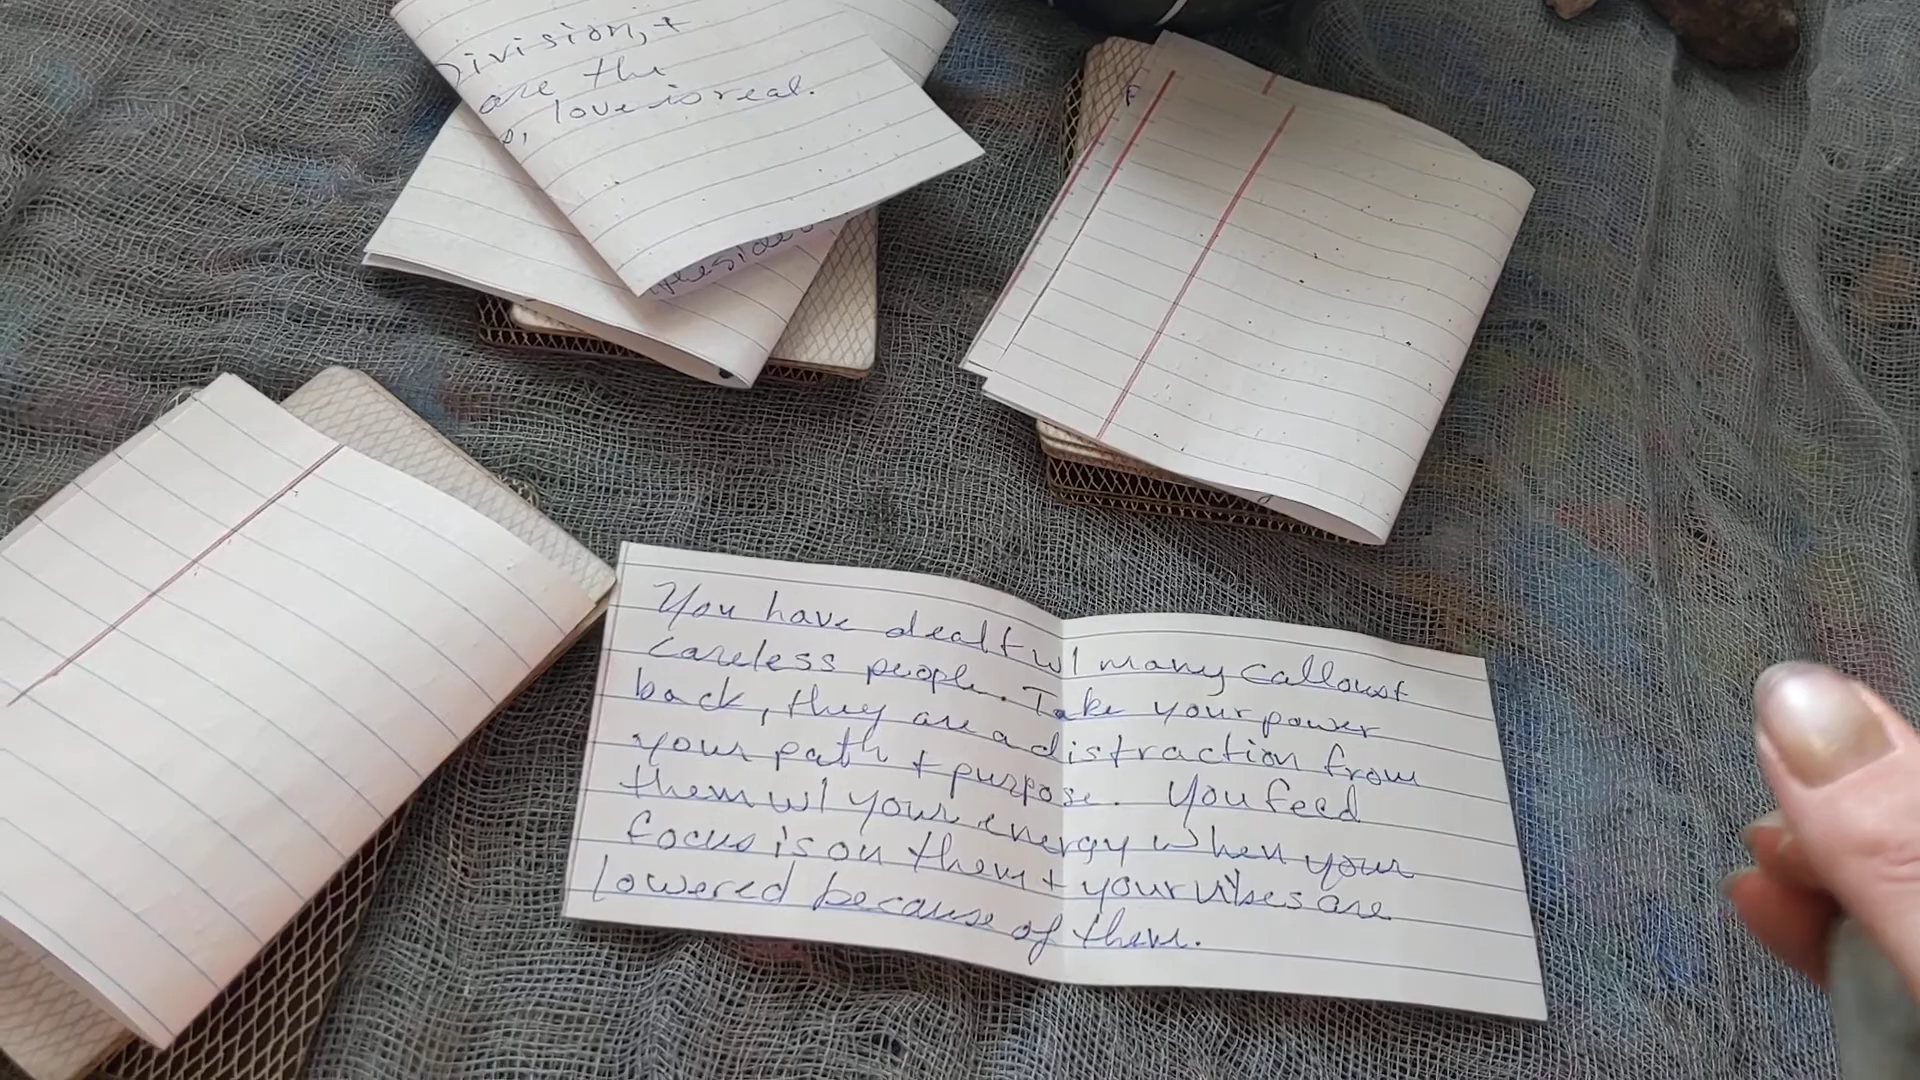 Division, +
are the
s, love is real.
You have dealt w/ many callous +
careless people. Take your power
back, they are a distraction from
your path + purpose. You feed
them w/ your energy when your
focus is on them + your vibes are
lowered because of them.